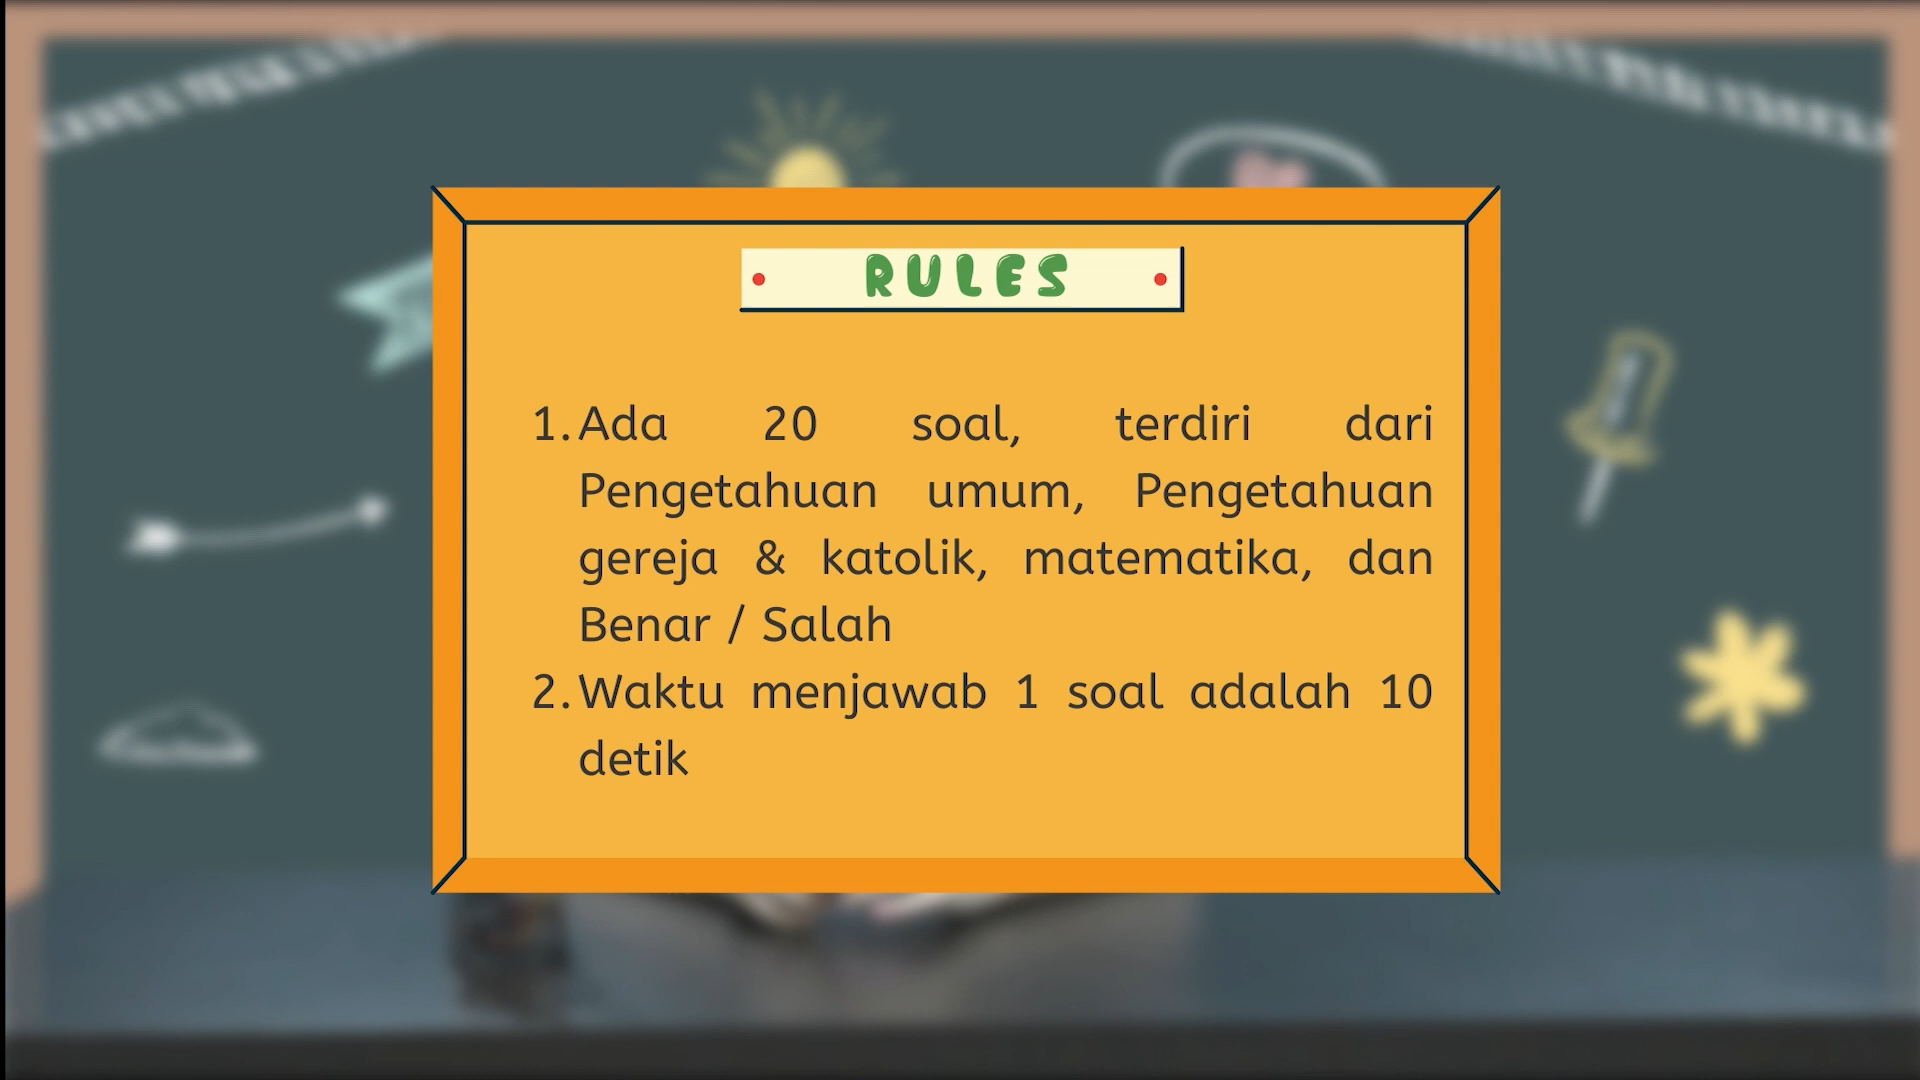 RULES
1. Ada 20 soal, terdiri dari
Pengetahuan umum, Pengetahuan
gereja & katolik, matematika, dan
Benar / Salah
2. Waktu menjawab 1 soal adalah 10
detik